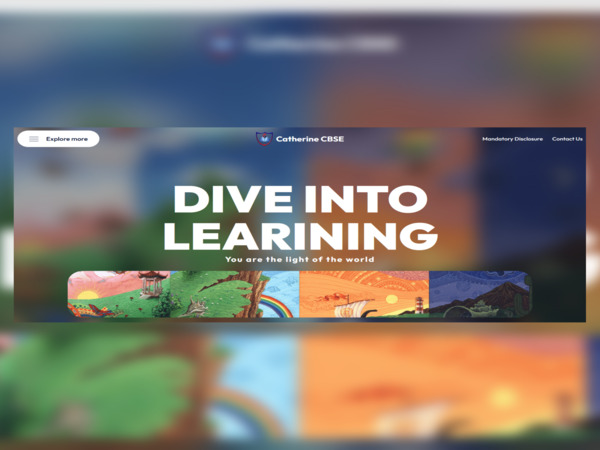 Explore more
Catherine CBSE
Mandatory Disclosure
Contact Us
DIVE INTO
LEARINING
You are the light of the world